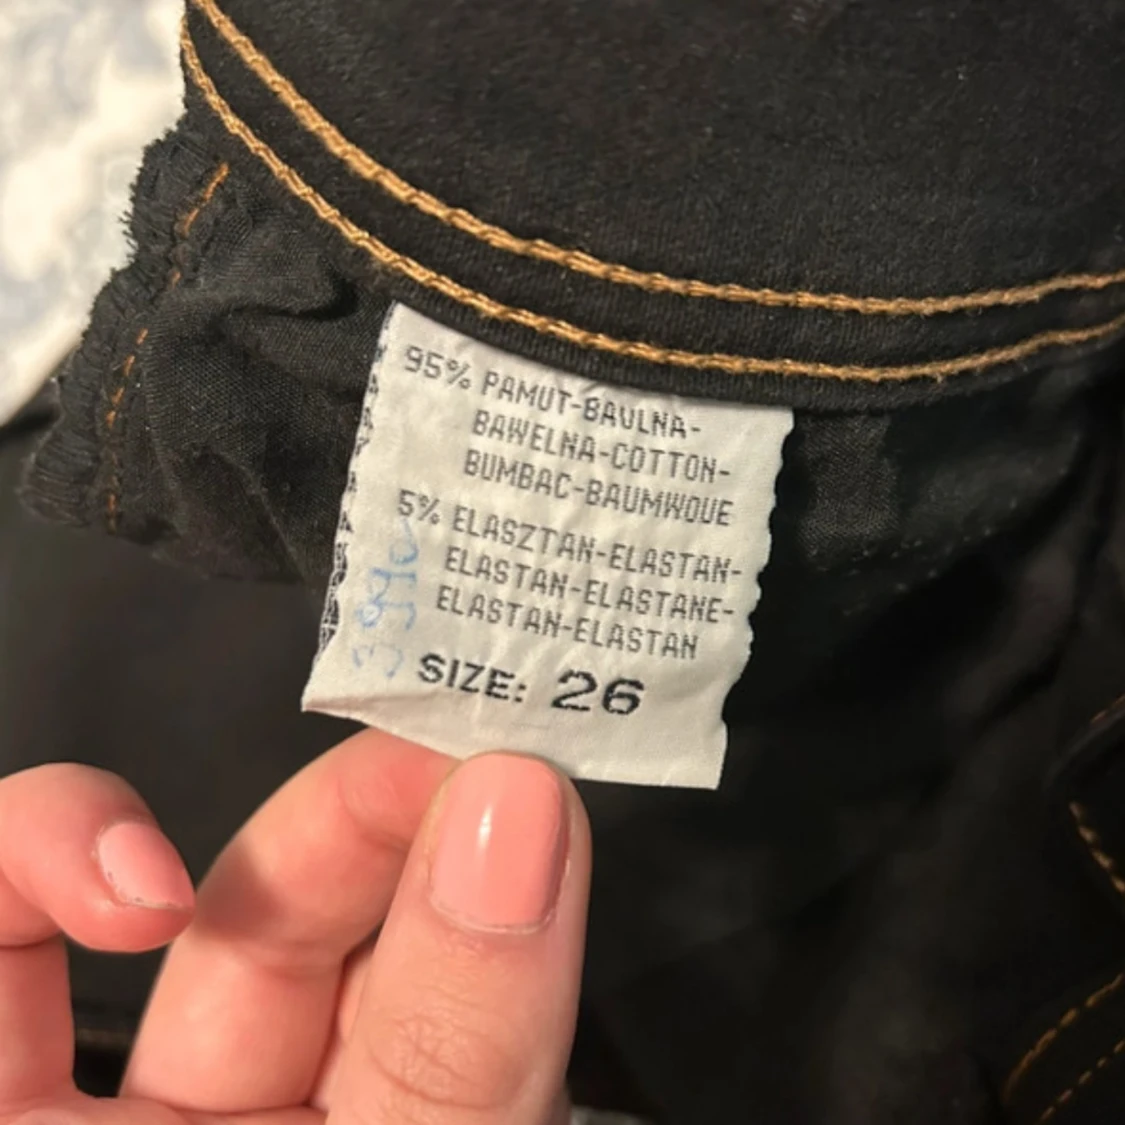 95% PAMUT-BAVLNA-
BAWELNA-COTTON-
BUMBAC-BAUMWOUE
5% ELASZTAN-ELASTAN-
ELASTAN-ELASTANE-
ELASTAN-ELASTAN
SIZE: 26